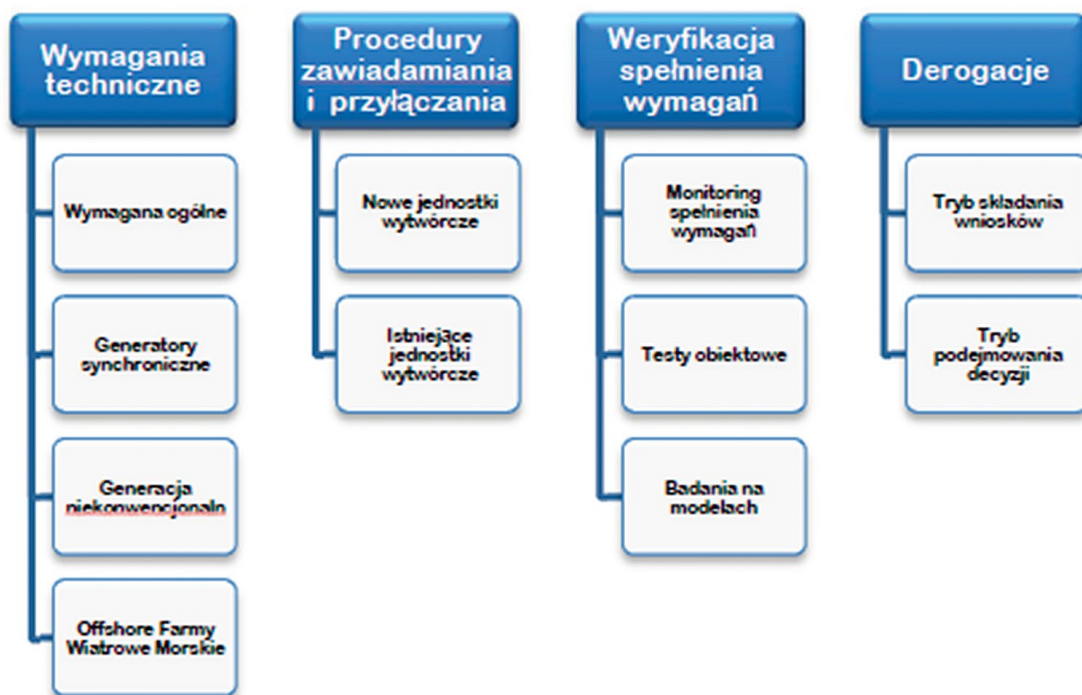 Wymagania
techniczne
Wymagana ogólne
Generatory
synchroniczne
Generacja
niekonwencjonaln
Offshore Farmy
Wiatrowe Morskie
Procedury
zawiadamiania
i przyłączania
Nowe jednostki
wytwórcze
Istniejące
jednostki
wytwórcze
Weryfikacja
spełnienia
wymagań
Monitoring
spełnienia
wymagań
Testy obiektowe
Badania na
modelach
Derogacje
Tryb składania
wniosków
Tryb
podejmowania
decyzji